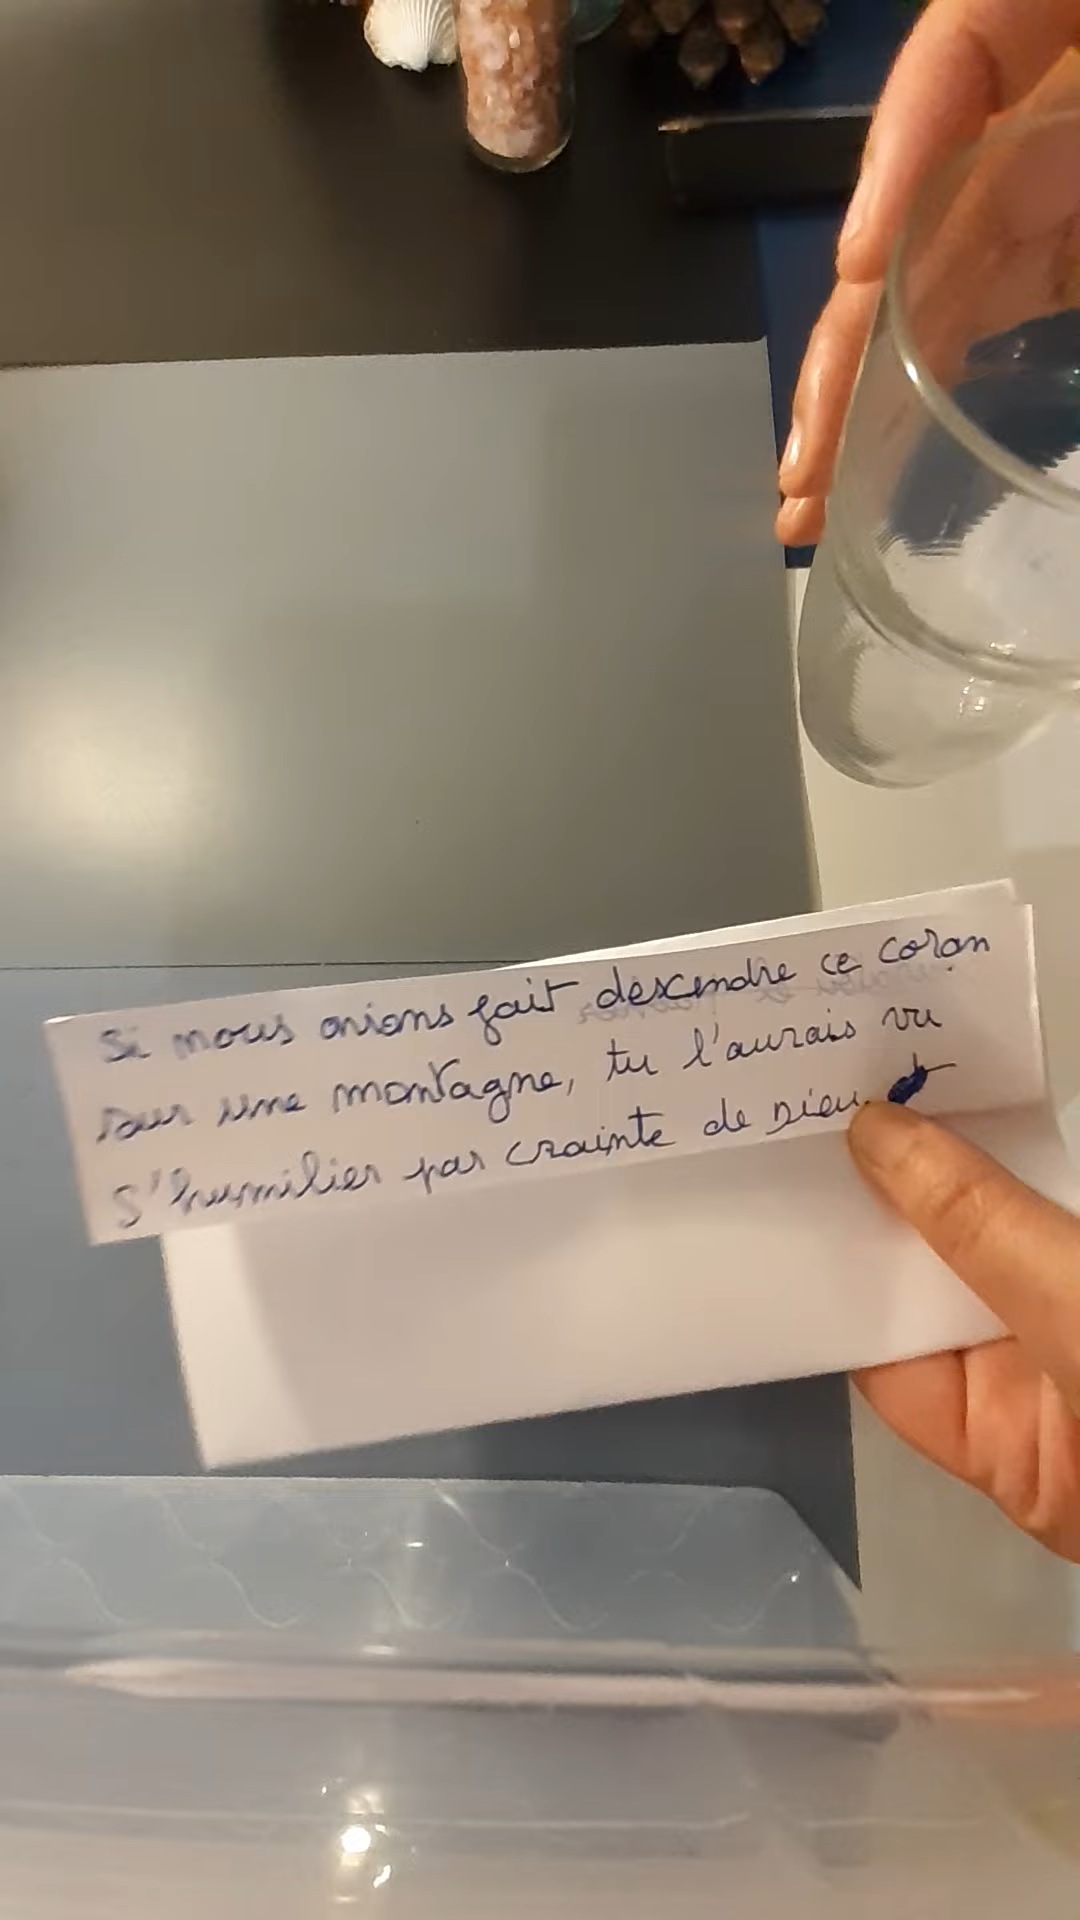 Si nous avions fait descendre ce coran
sur une montagne, tu l'aurais vu
S'humilier par crainte de Dieu